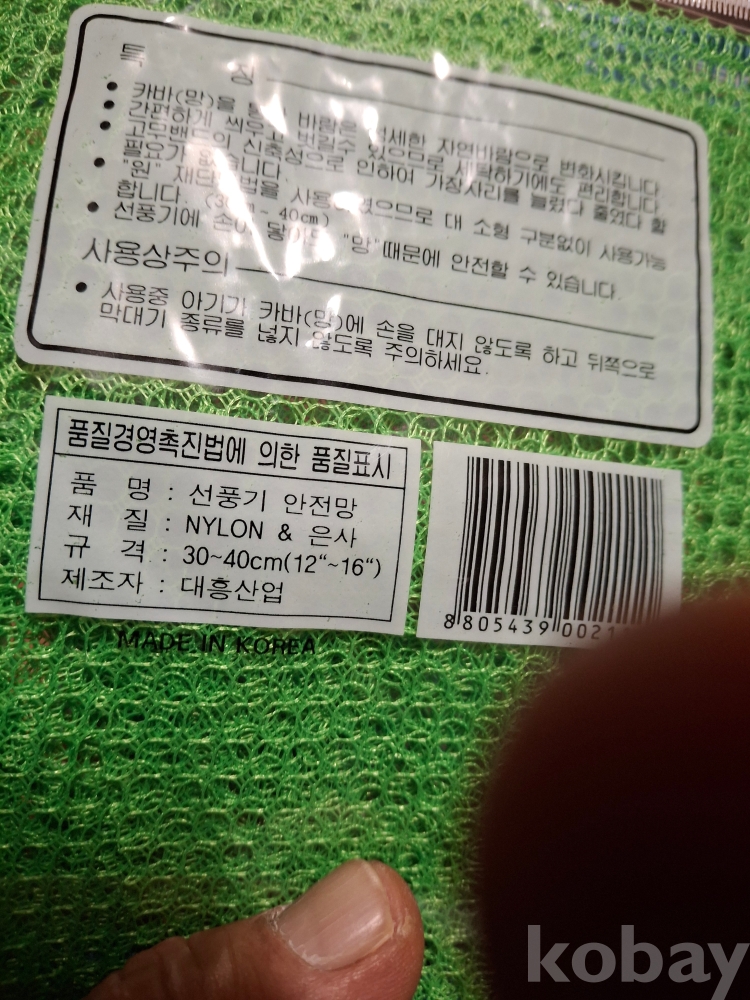 특 징
카바(망)을 바람은 섬세한 자연바람으로 변화시킵니다.
간편하게 씌우고 벗길수 있으므로 세탁하기에도 편리합니다.
고무밴드의 신축성으로 인하여 가장자리를 늘렸다 줄였다 할
필요가 없습니다.
"원" 재단 법을 사용 였으므로 대 소형 구분없이 사용가능
합니다. 40㎝)
선풍기에 손이 닿아도 "망"때문에 안전할 수 있습니다.
사용상주의
사용중 아기가 카바(망)에 손을 대지 않도록 하고 뒤쪽으로
막대기 종류를 넣지 않도록 주의하세요.
품질경영촉진법에 의한 품질표시
품 명 : 선풍기 안전망
재 질 : NYLON & 은사
규 격 : 30~40cm(12“~16“)
제조자 : 대흥산업
8 805439 002
MADE IN KOREA
kobay